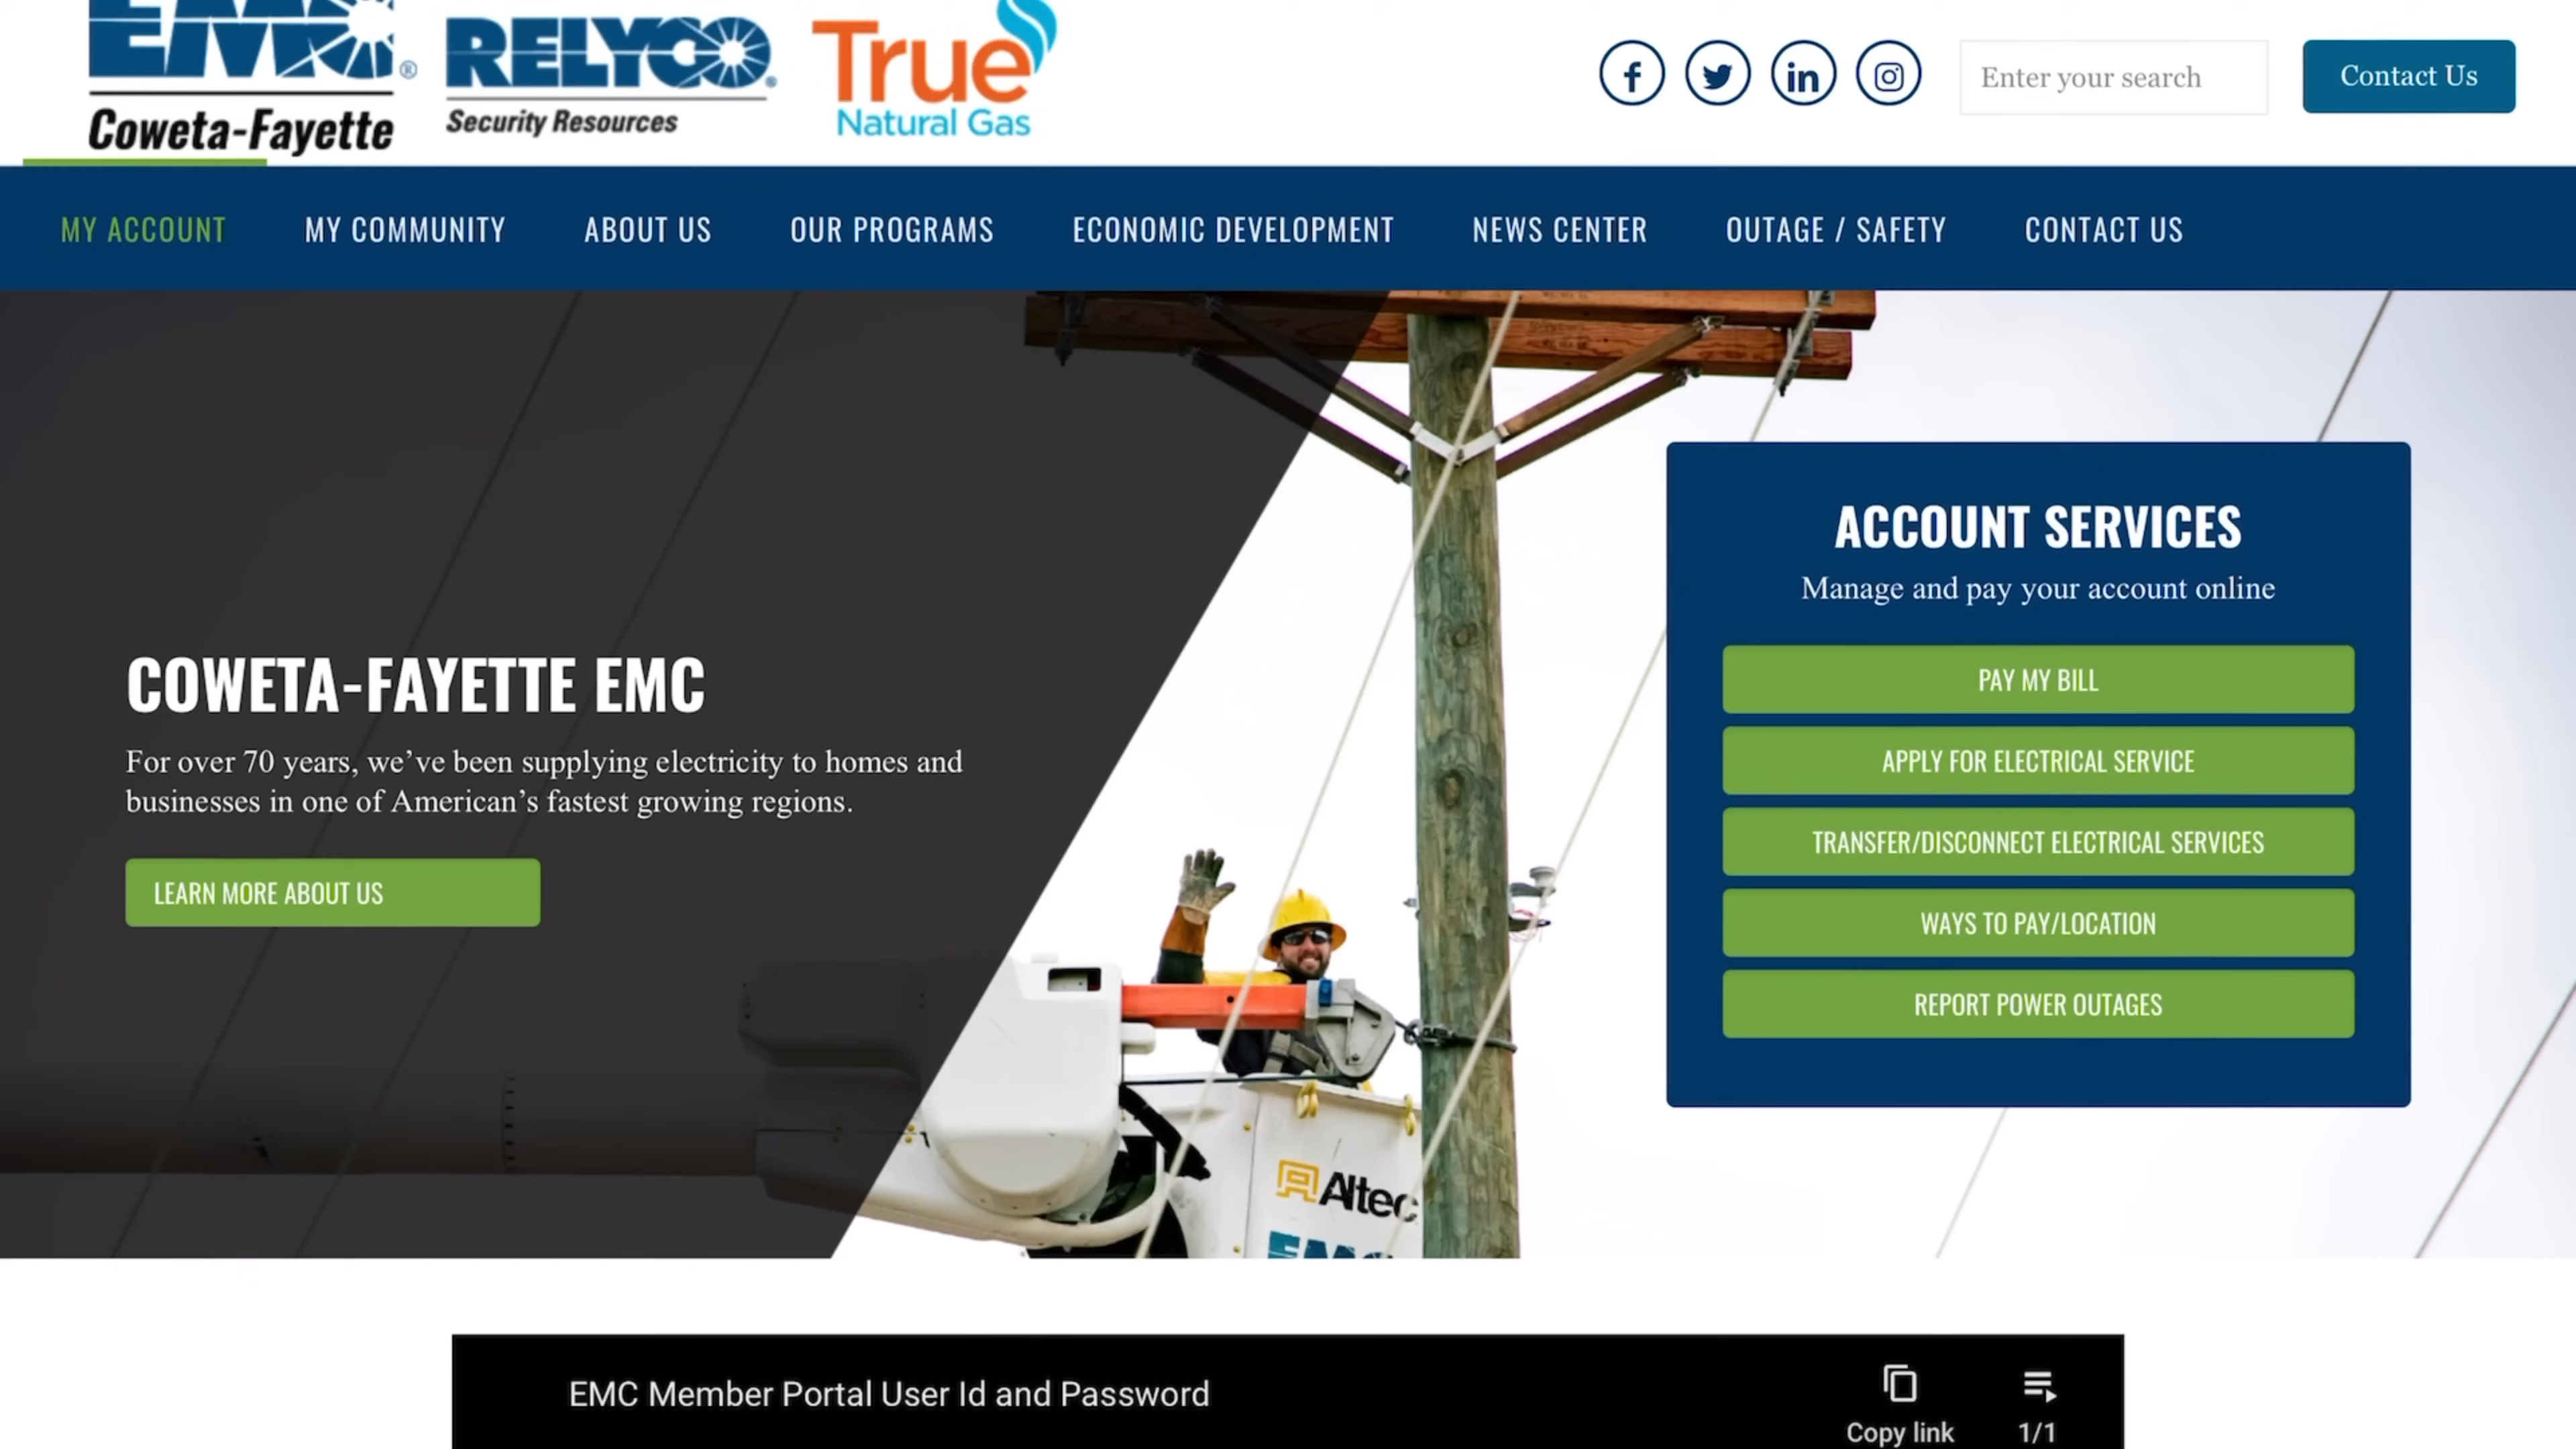 EMC®
Coweta-Fayette
RELYCO®
Security Resources
True
Natural Gas
Enter your search
Contact Us
MY ACCOUNT
MY COMMUNITY
ABOUT US
OUR PROGRAMS
ECONOMIC DEVELOPMENT
NEWS CENTER
OUTAGE / SAFETY
CONTACT US
COWETA-FAYETTE EMC
For over 70 years, we’ve been supplying electricity to homes and
businesses in one of American’s fastest growing regions.
LEARN MORE ABOUT US
ACCOUNT SERVICES
Manage and pay your account online
PAY MY BILL
APPLY FOR ELECTRICAL SERVICE
TRANSFER/DISCONNECT ELECTRICAL SERVICES
WAYS TO PAY/LOCATION
REPORT POWER OUTAGES
Altec
EMC
EMC Member Portal User Id and Password
Copy link
1/1